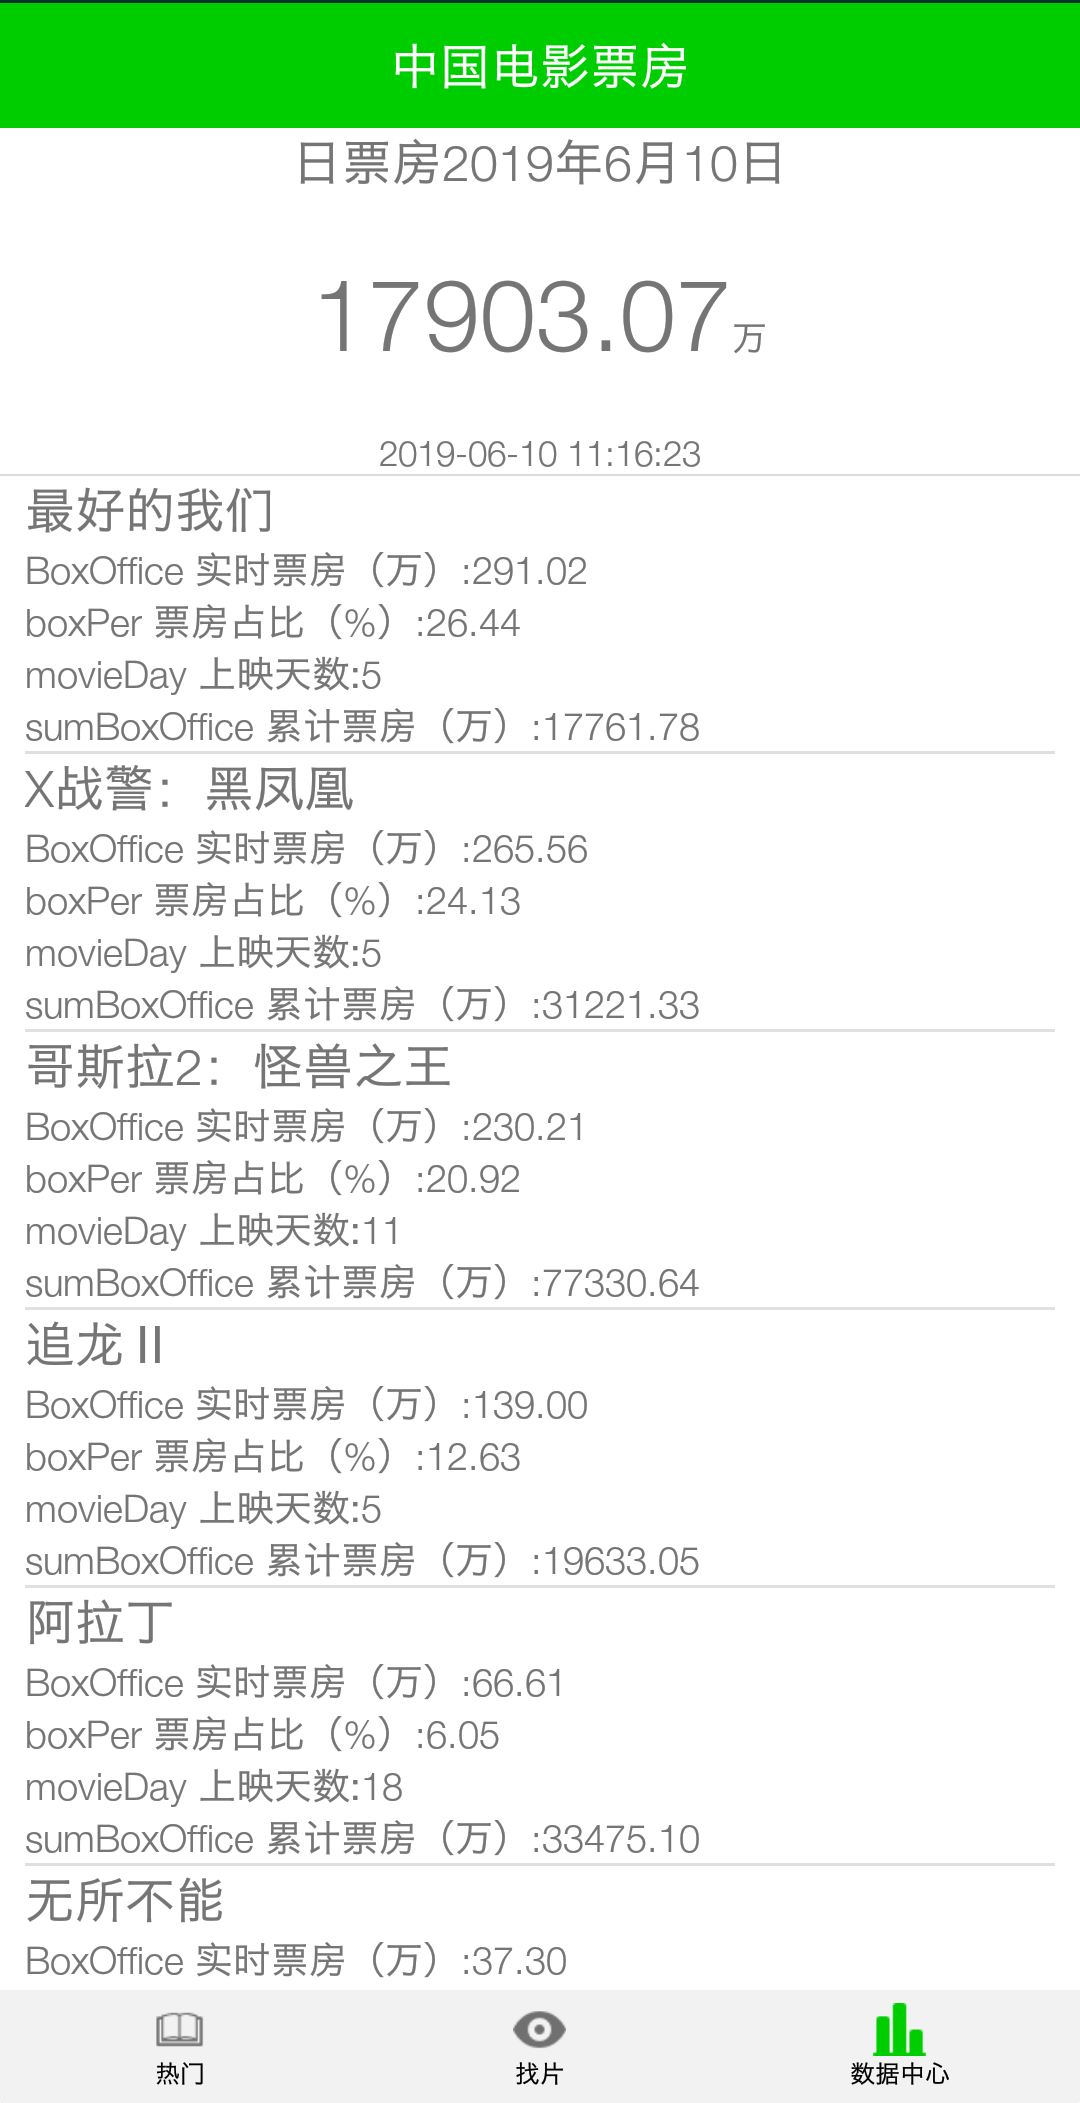 中国电影票房
日票房2019年6月10日
17903.07万
2019-06-10 11:16:23
最好的我们
BoxOffice 实时票房（万）:291.02
boxPer 票房占比（%）:26.44
movieDay 上映天数:5
sumBoxOffice 累计票房（万）:17761.78
X战警：黑凤凰
BoxOffice 实时票房（万）:265.56
boxPer 票房占比（%）:24.13
movieDay 上映天数:5
sumBoxOffice 累计票房（万）:31221.33
哥斯拉2：怪兽之王
BoxOffice 实时票房（万）:230.21
boxPer 票房占比（%）:20.92
movieDay 上映天数:11
sumBoxOffice 累计票房（万）:77330.64
追龙Ⅱ
BoxOffice 实时票房（万）:139.00
boxPer 票房占比（%）:12.63
movieDay 上映天数:5
sumBoxOffice 累计票房（万）:19633.05
阿拉丁
BoxOffice 实时票房（万）:66.61
boxPer 票房占比（%）:6.05
movieDay 上映天数:18
sumBoxOffice 累计票房（万）:33475.10
无所不能
BoxOffice 实时票房（万）:37.30
热门 找片 数据中心